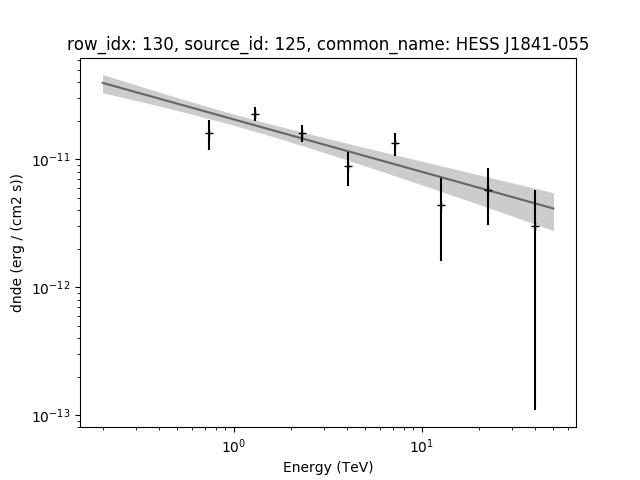 row_idx: 130, source_id: 125, common_name: HESS J1841-055
10⁻¹¹
10⁻¹²
10⁻¹³
dnde (erg / (cm2 s))
10⁰
10¹
Energy (TeV)